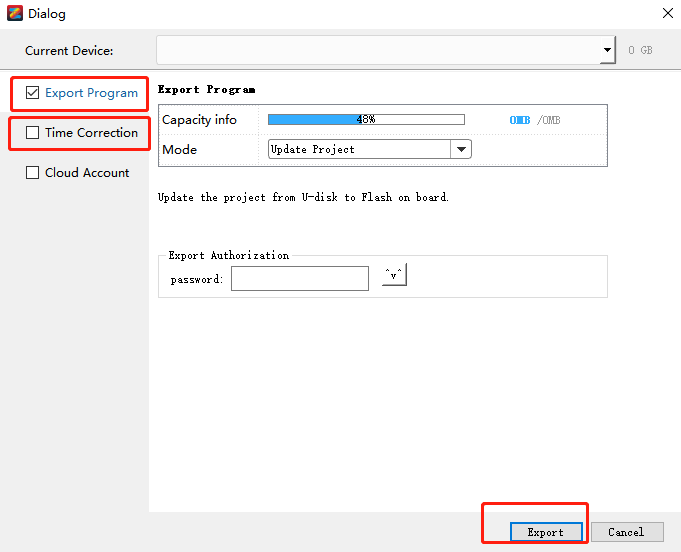 Dialog
Current Device:
0 GB
Export Program
Time Correction
Cloud Account
Export Program
Capacity info 48% 0MB /0MB
Mode Update Project
Update the project from U-disk to Flash on board.
Export Authorization
password: ^v^
Export Cancel